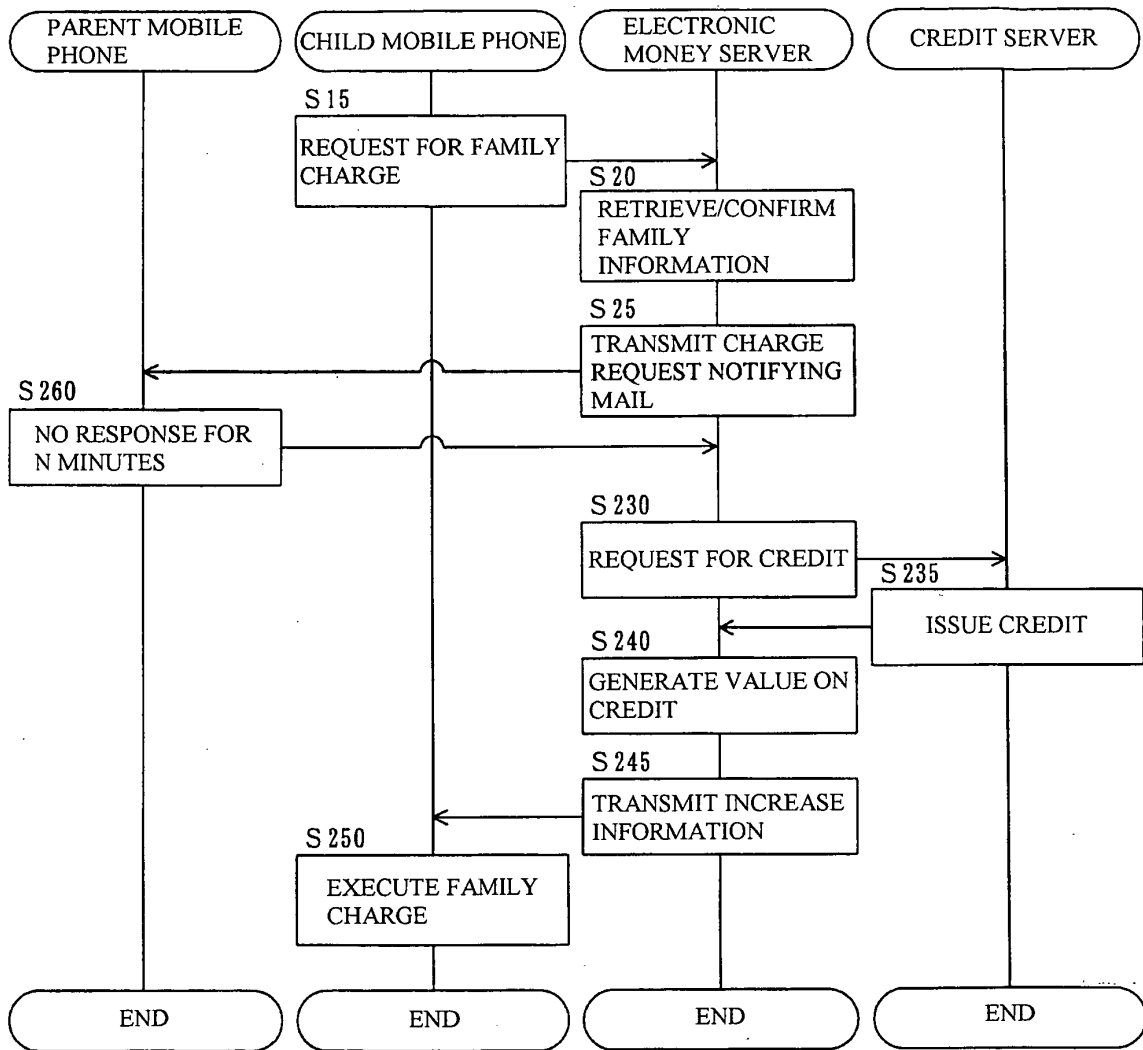 PARENT MOBILE
PHONE
CHILD MOBILE PHONE
ELECTRONIC
MONEY SERVER
CREDIT SERVER
S 15
REQUEST FOR FAMILY
CHARGE
S 20
RETRIEVE/CONFIRM
FAMILY
INFORMATION
S 25
TRANSMIT CHARGE
REQUEST NOTIFYING
MAIL
S 260
NO RESPONSE FOR
N MINUTES
S 230
REQUEST FOR CREDIT
S 235
ISSUE CREDIT
S 240
GENERATE VALUE ON
CREDIT
S 245
TRANSMIT INCREASE
INFORMATION
S 250
EXECUTE FAMILY
CHARGE
END
END
END
END